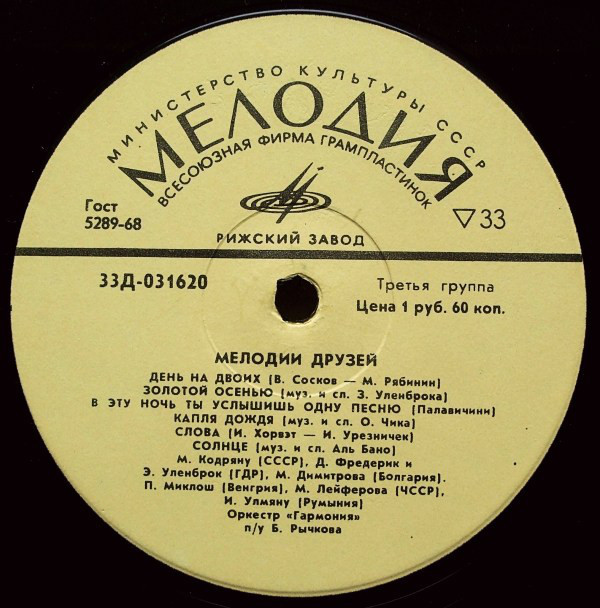 МИНИСТЕРСТВО КУЛЬТУРЫ СССР
МЕЛОДИЯ
ВСЕСОЮЗНАЯ ФИРМА ГРАМПЛАСТИНОК
Гост
5289-68
▽33
РИЖСКИЙ ЗАВОД
33Д-031620
Третья группа
Цена 1 руб. 60 коп.
МЕЛОДИИ ДРУЗЕЙ
ДЕНЬ НА ДВОИХ (В. Сосков — М. Рябинин)
ЗОЛОТОЙ ОСЕНЬЮ (муз. и сл. З. Уленброка)
В ЭТУ НОЧЬ ТЫ УСЛЫШИШЬ ОДНУ ПЕСНЮ (Палавичини)
КАПЛЯ ДОЖДЯ (муз. и сл. О. Чика)
СЛОВА (И. Хорвэт — И. Урезничек)
СОЛНЦЕ (муз. и сл. Аль Бано)
М. Кодряну (СССР), Д. Фредерик и
Э. Уленброк (ГДР), М. Димитрова (Болгария).
П. Миклош (Венгрия), М. Лейферова (ЧССР),
И. Улмяну (Румыния)
Оркестр «Гармония»
п/у Б. Рычкова